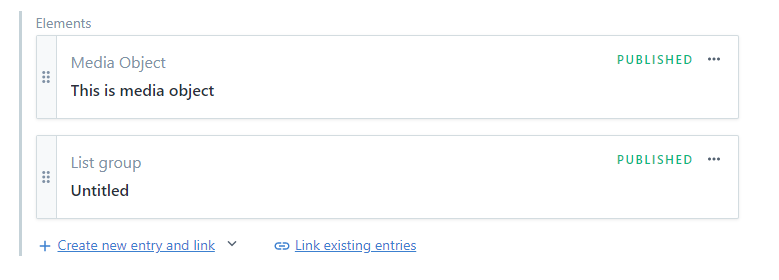 Elements
Media Object
PUBLISHED
This is media object
List group
PUBLISHED
Untitled
Create new entry and link
Link existing entries